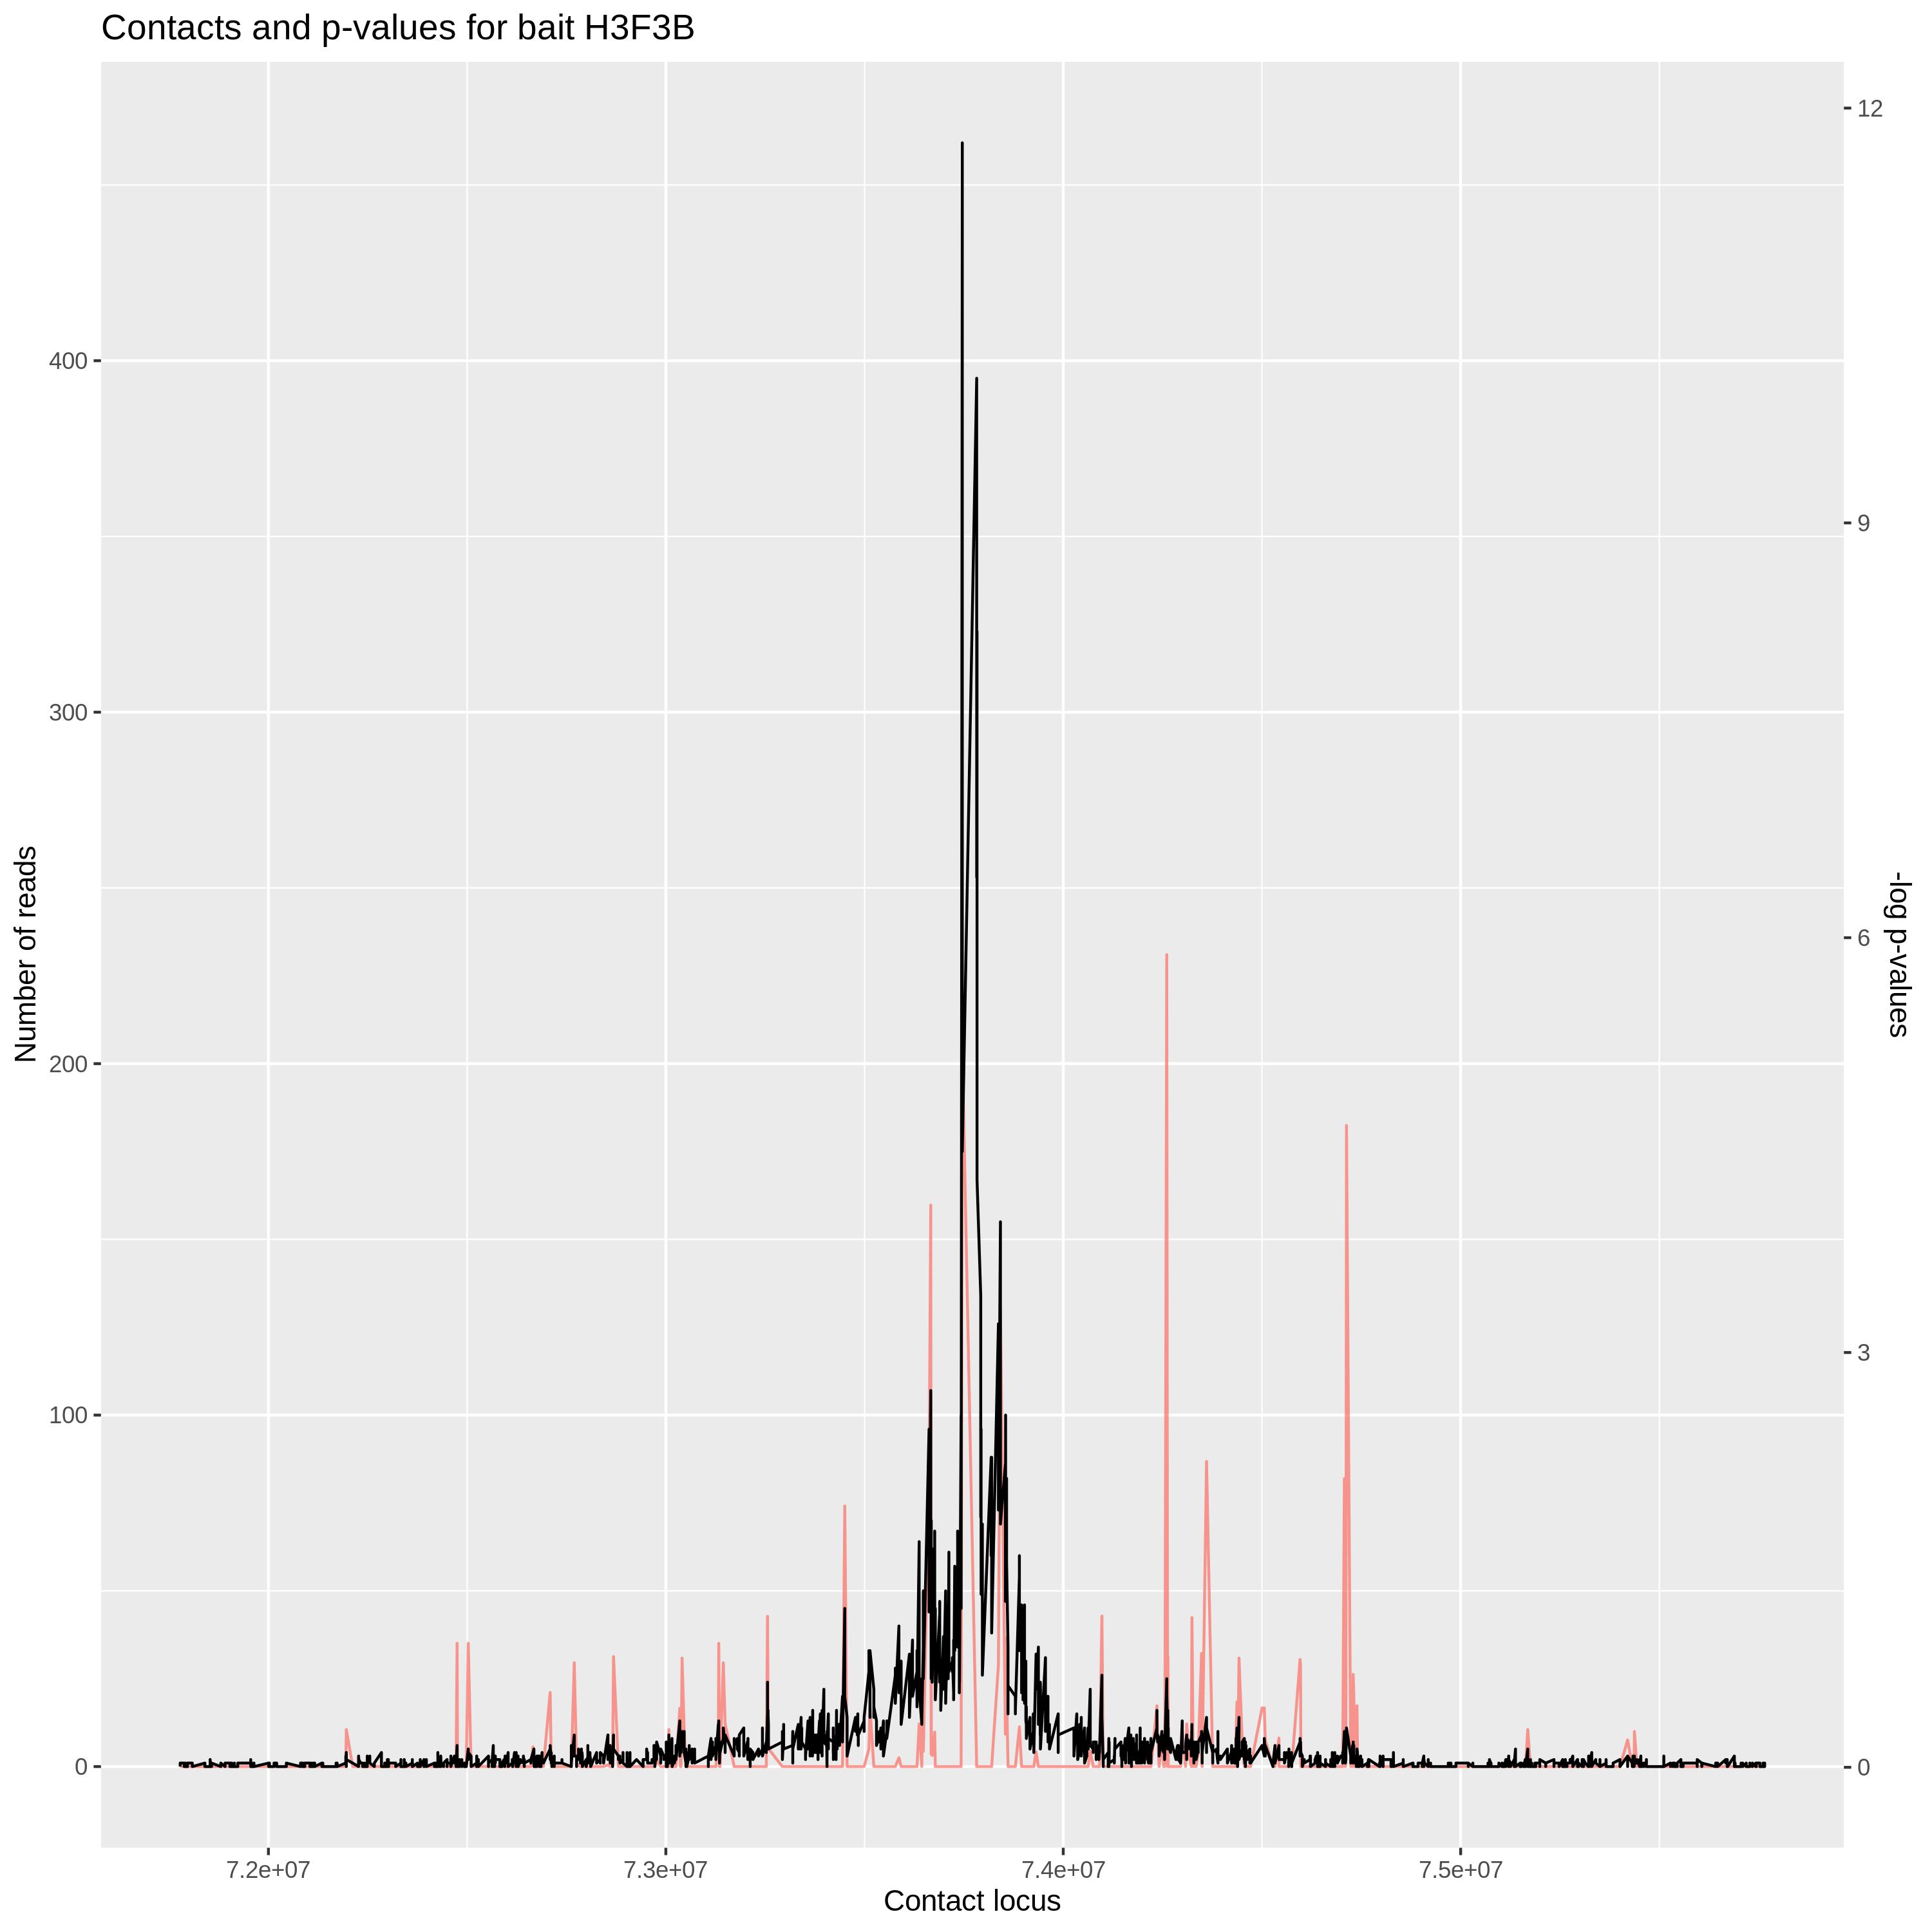 Contacts and p-values for bait H3F3B
Number of reads
400
300
200
100
0
12
9
6
3
0
-log p-values
7.2e+07
7.3e+07
7.4e+07
7.5e+07
Contact locus